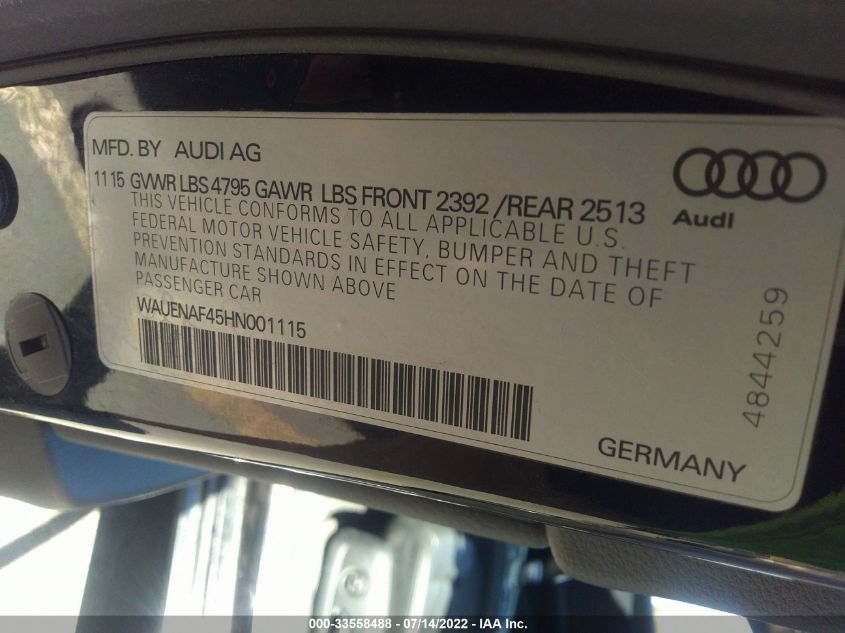 MFD. BY AUDI AG
11 15 GVWR LBS 4795 GAWR LBS FRONT 2392 /REAR 2513
THIS VEHICLE CONFORMS TO ALL APPLICABLE U.S.
FEDERAL MOTOR VEHICLE SAFETY, BUMPER AND THEFT
PREVENTION STANDARDS IN EFFECT ON THE DATE OF
MANUFACTURE SHOWN ABOVE
PASSENGER CAR
WAUENAF45HN001115
Audi
4844259
GERMANY
000-33558488 - 07/14/2022 - IAA Inc.